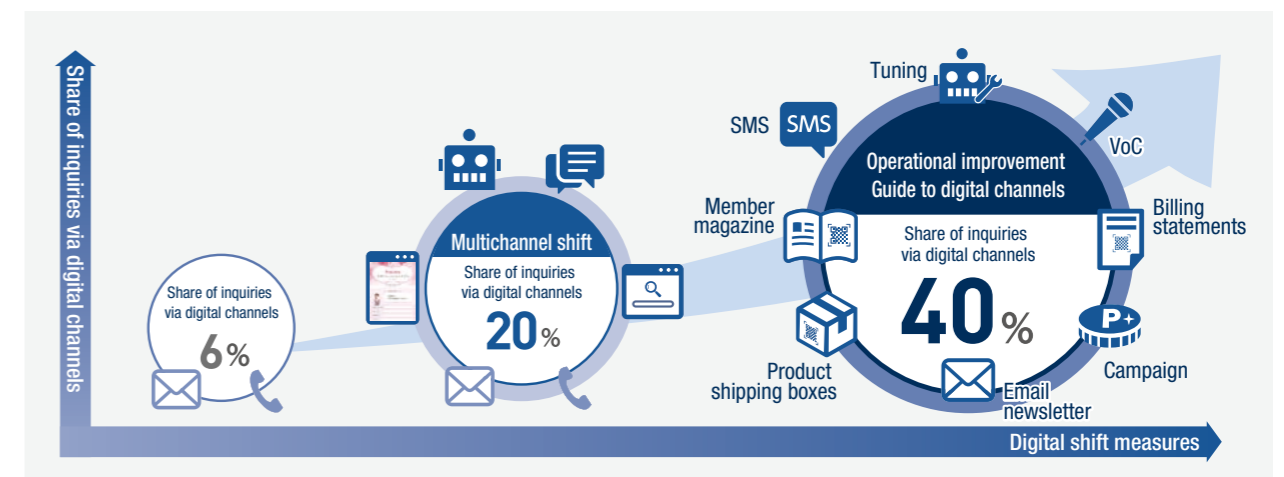 Share of inquiries via digital channels
Share of inquiries
via digital channels
6%
Multichannel shift
Share of inquiries
via digital channels
20%
Tuning
SMS
SMS
VoC
Operational improvement
Guide to digital channels
Member
magazine
Billing
statements
Share of inquiries
via digital channels
40%
P+
Product
shipping boxes
Campaign
Email
newsletter
Digital shift measures